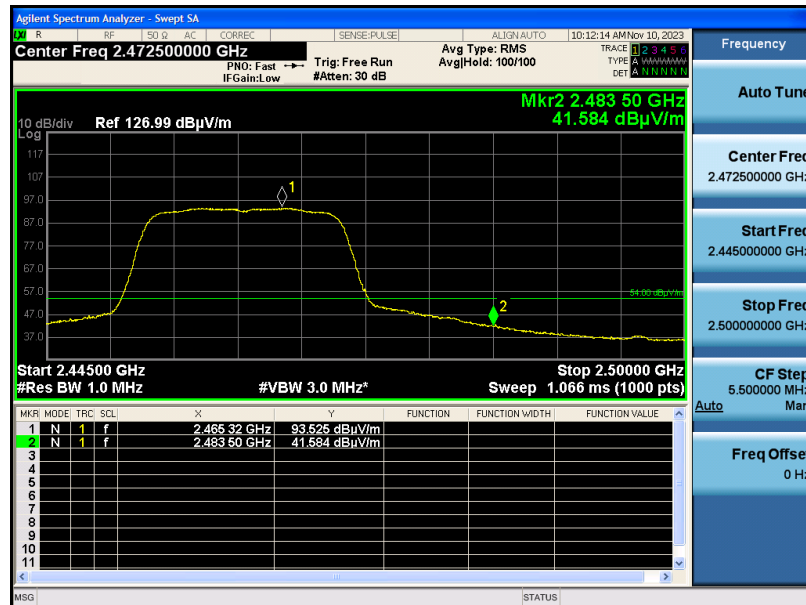 Agilent Spectrum Analyzer - Swept SA
LXI R RF 50 Ω AC CORREC SENSE:PULSE ALIGN AUTO 10:12:14 AM Nov 10, 2023
Center Freq 2.472500000 GHz
PNO: Fast
IFGain:Low
Trig: Free Run
#Atten: 30 dB
Avg Type: RMS
Avg|Hold: 100/100
TRACE 1 2 3 4 5 6
TYPE A WWWWW
DET A N N N N N
Mkr2 2.483 50 GHz
41.584 dBµV/m
10 dB/div Ref 126.99 dBµV/m
Log
117
107
97.0
87.0
77.0
67.0
57.0
47.0
37.0
1
54.00 dBµV/m
2
Start 2.44500 GHz Stop 2.50000 GHz
#Res BW 1.0 MHz #VBW 3.0 MHz* Sweep 1.066 ms (1000 pts)
MKR MODE TRC SCL X Y FUNCTION FUNCTION WIDTH FUNCTION VALUE
1 N 1 f 2.465 32 GHz 93.525 dBµV/m
2 N 1 f 2.483 50 GHz 41.584 dBµV/m
3
4
5
6
7
8
9
10
11
MSG STATUS
Frequency
Auto Tune
Center Freq
2.472500000 GHz
Start Freq
2.445000000 GHz
Stop Freq
2.500000000 GHz
CF Step
5.500000 MHz
Auto Man
Freq Offset
0 Hz